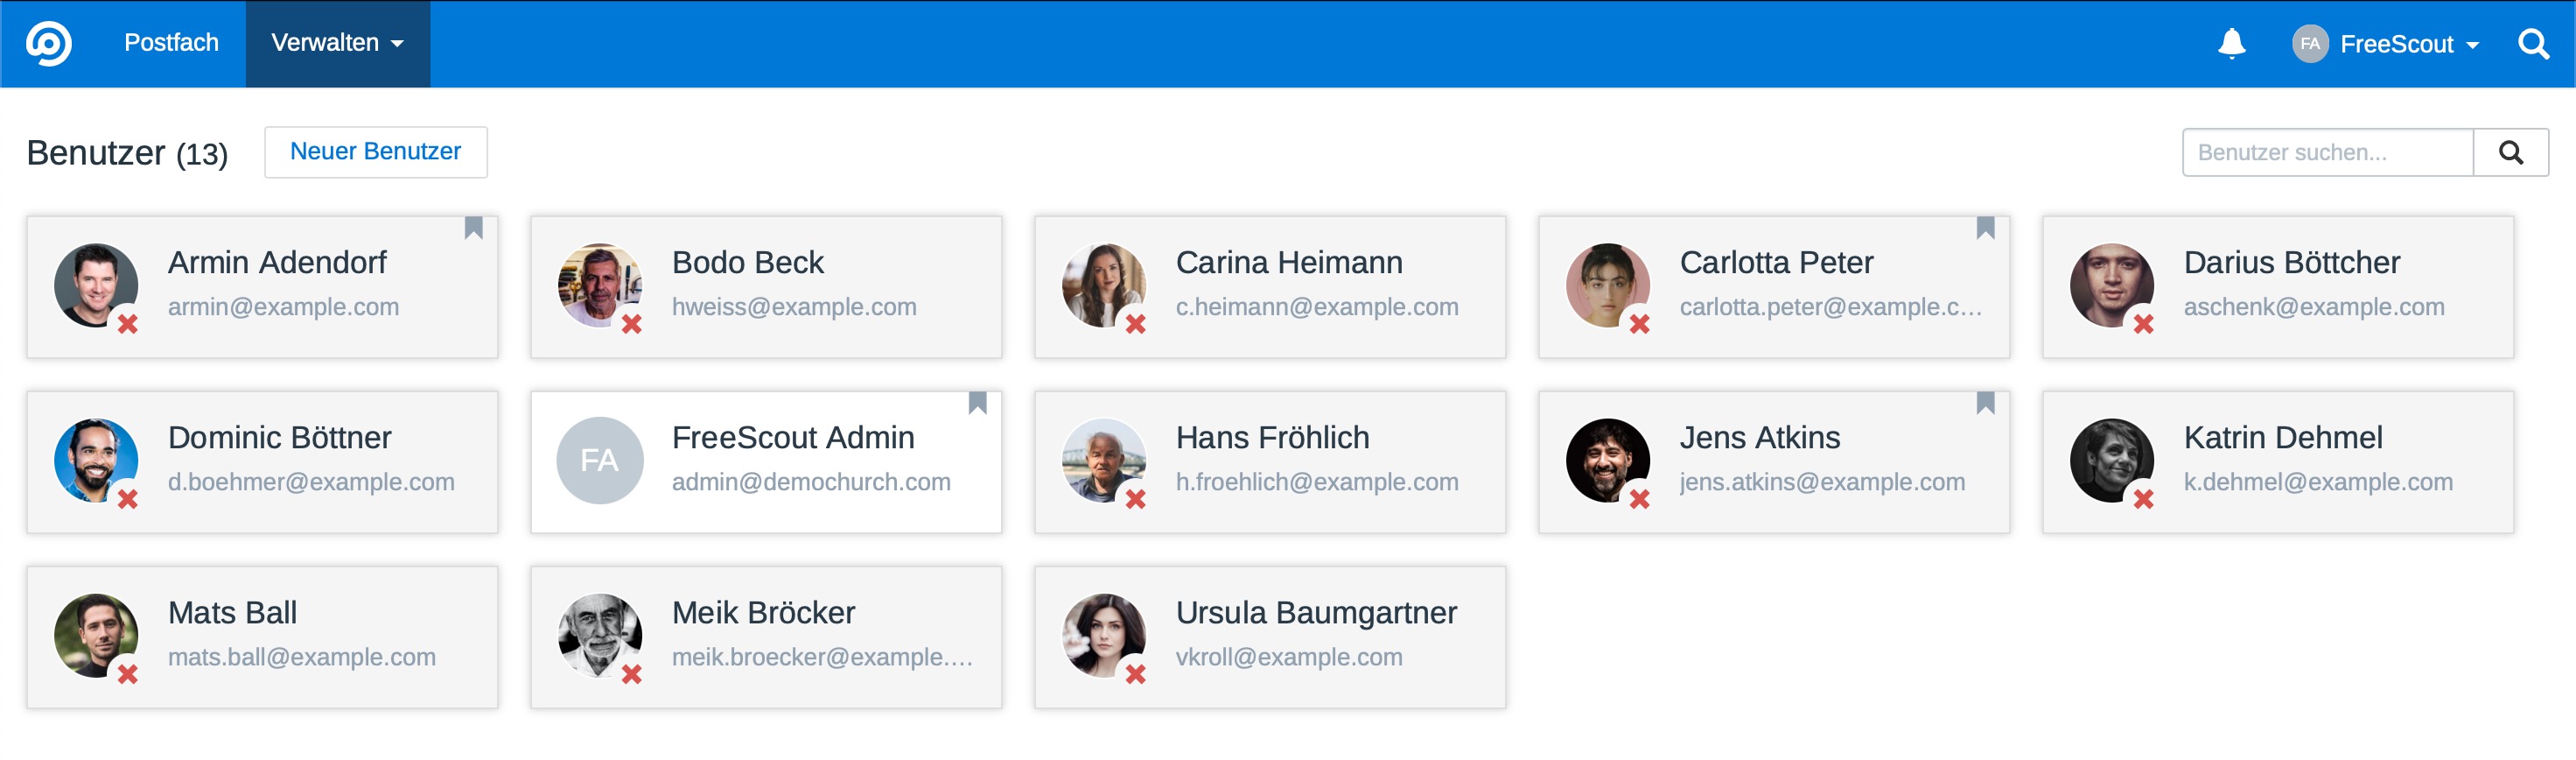 Postfach
Verwalten
FA
FreeScout
Benutzer (13)
Neuer Benutzer
Benutzer suchen...
Armin Adendorf
armin@example.com
Bodo Beck
hweiss@example.com
Carina Heimann
c.heimann@example.com
Carlotta Peter
carlotta.peter@example.c...
Darius Böttcher
aschenk@example.com
Dominic Böttner
d.boehmer@example.com
FA
FreeScout Admin
admin@demochurch.com
Hans Fröhlich
h.froehlich@example.com
Jens Atkins
jens.atkins@example.com
Katrin Dehmel
k.dehmel@example.com
Mats Ball
mats.ball@example.com
Meik Bröcker
meik.broecker@example....
Ursula Baumgartner
vkroll@example.com